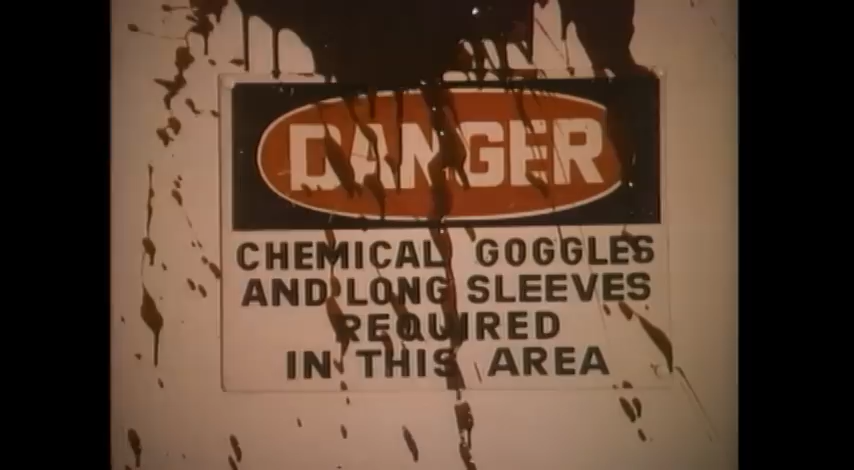 DANGER
CHEMICAL GOGGLES
AND LONG SLEEVES
REQUIRED
IN THIS AREA